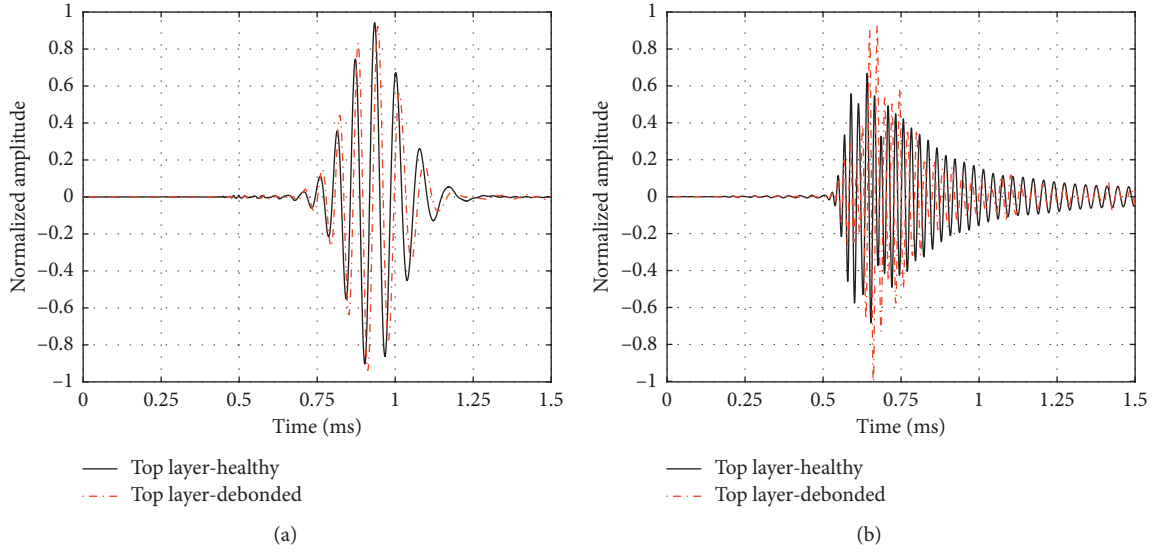 1
0.8
0.6
0.4
0.2
0
−0.2
−0.4
−0.6
−0.8
−1
Normalized amplitude
0 0.25 0.5 0.75 1 1.25 1.5
Time (ms)
Top layer-healthy
Top layer-debonded
(a)
1
0.8
0.6
0.4
0.2
0
−0.2
−0.4
−0.6
−0.8
−1
Normalized amplitude
0 0.25 0.5 0.75 1 1.25 1.5
Time (ms)
Top layer-healthy
Top layer-debonded
(b)